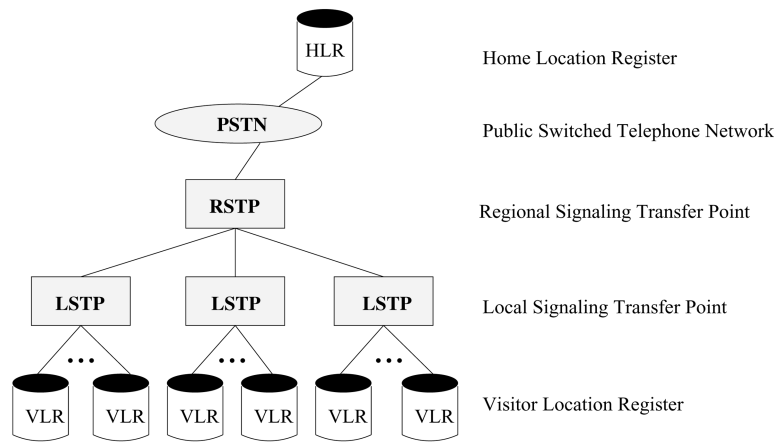 HLR
Home Location Register
PSTN
Public Switched Telephone Network
RSTP
Regional Signaling Transfer Point
LSTP LSTP LSTP
Local Signaling Transfer Point
... ... ...
VLR VLR VLR VLR VLR VLR
Visitor Location Register